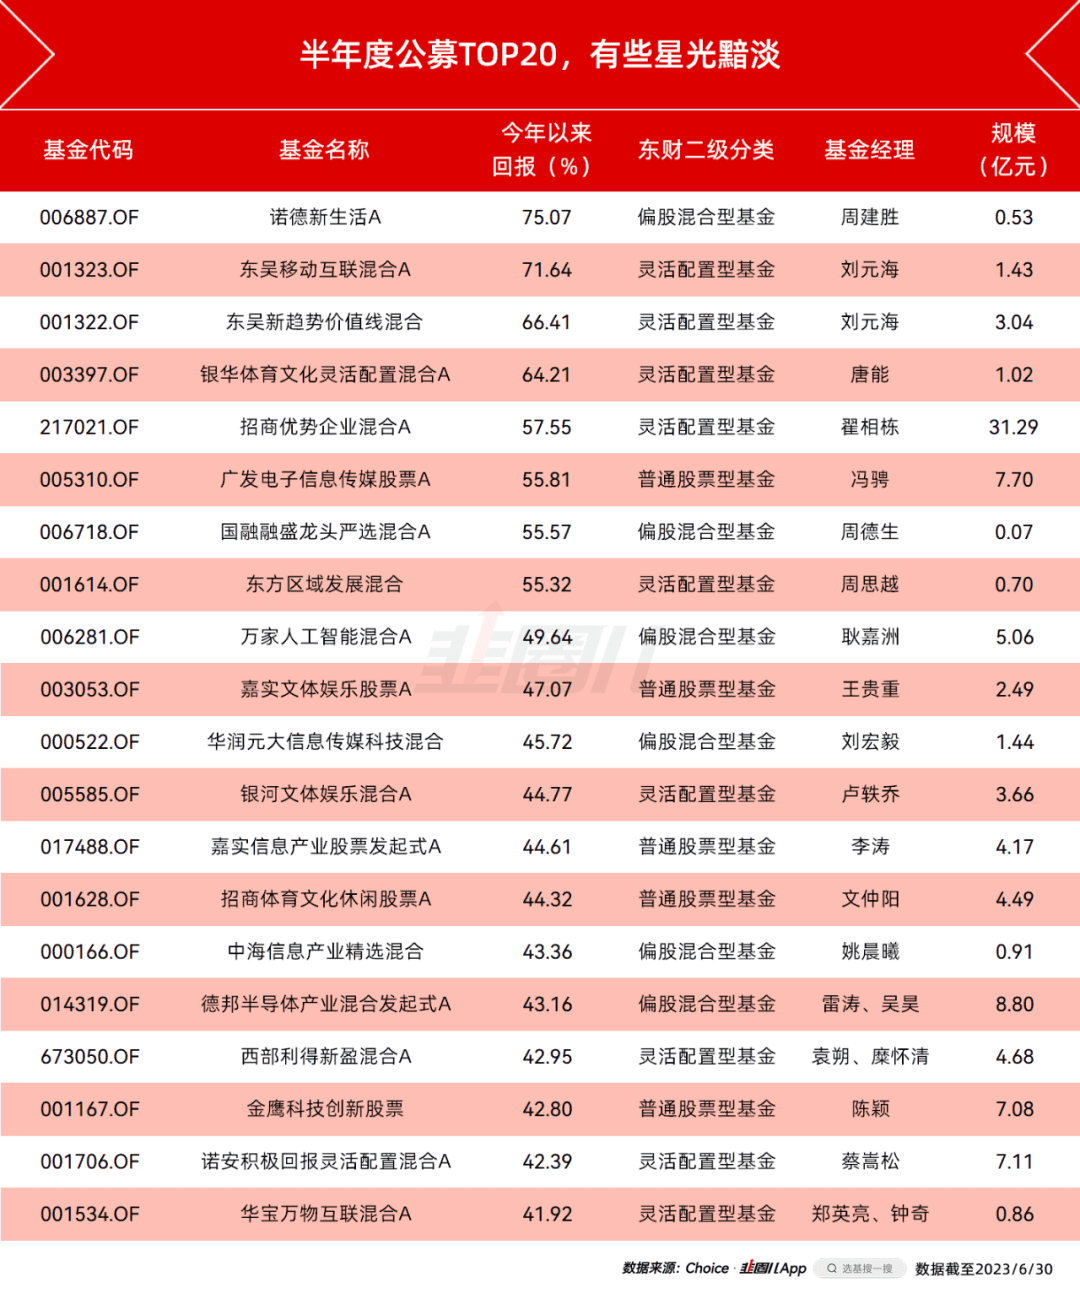 半年度公募TOP20，有些星光黯淡
基金代码 基金名称 今年以来回报（%） 东财二级分类 基金经理 规模（亿元）
006887.OF 诺德新生活A 75.07 偏股混合型基金 周建胜 0.53
001323.OF 东吴移动互联混合A 71.64 灵活配置型基金 刘元海 1.43
001322.OF 东吴新趋势价值线混合 66.41 灵活配置型基金 刘元海 3.04
003397.OF 银华体育文化灵活配置混合A 64.21 灵活配置型基金 唐能 1.02
217021.OF 招商优势企业混合A 57.55 灵活配置型基金 翟相栋 31.29
005310.OF 广发电子信息传媒股票A 55.81 普通股票型基金 冯骋 7.70
006718.OF 国融融盛龙头严选混合A 55.57 偏股混合型基金 周德生 0.07
001614.OF 东方区域发展混合 55.32 灵活配置型基金 周思越 0.70
006281.OF 万家人工智能混合A 49.64 偏股混合型基金 耿嘉洲 5.06
003053.OF 嘉实文体娱乐股票A 47.07 普通股票型基金 王贵重 2.49
000522.OF 华润元大信息传媒科技混合 45.72 偏股混合型基金 刘宏毅 1.44
005585.OF 银河文体娱乐混合A 44.77 灵活配置型基金 卢轶乔 3.66
017488.OF 嘉实信息产业股票发起式A 44.61 普通股票型基金 李涛 4.17
001628.OF 招商体育文化休闲股票A 44.32 普通股票型基金 文仲阳 4.49
000166.OF 中海信息产业精选混合 43.36 偏股混合型基金 姚晨曦 0.91
014319.OF 德邦半导体产业混合发起式A 43.16 偏股混合型基金 雷涛、吴昊 8.80
673050.OF 西部利得新盈混合A 42.95 灵活配置型基金 袁朔、糜怀清 4.68
001167.OF 金鹰科技创新股票 42.80 普通股票型基金 陈颖 7.08
001706.OF 诺安积极回报灵活配置混合A 42.39 灵活配置型基金 蔡嵩松 7.11
001534.OF 华宝万物互联混合A 41.92 灵活配置型基金 郑英亮、钟奇 0.86
韭圈儿
数据来源：Choice · 韭圈儿App 选基搜一搜 数据截至2023/6/30